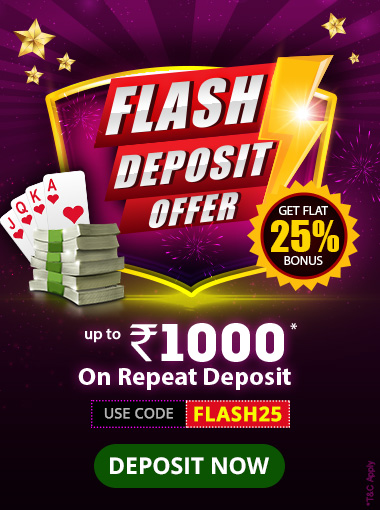 FLASH
DEPOSIT
OFFER
J Q K A
GET FLAT
25%
BONUS
up to ₹1000*
On Repeat Deposit
USE CODE FLASH25
DEPOSIT NOW
*T&C Apply